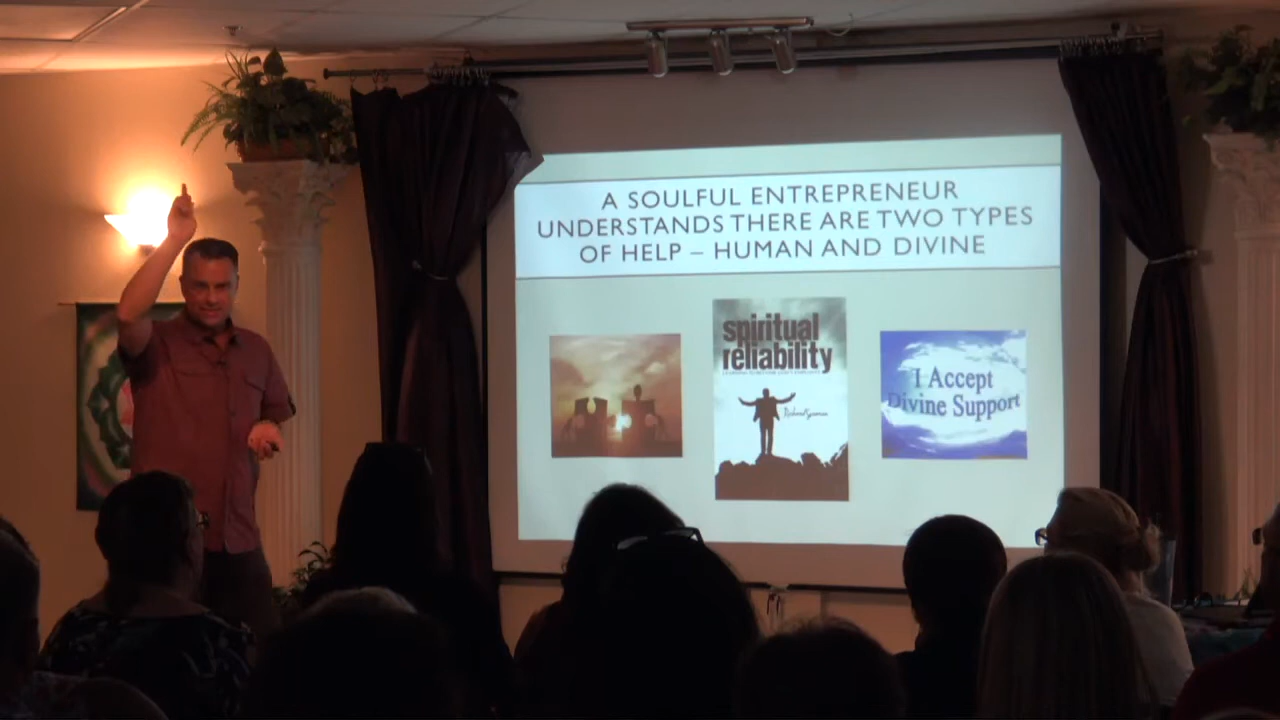 A SOULFUL ENTREPRENEUR
UNDERSTANDS THERE ARE TWO TYPES
OF HELP – HUMAN AND DIVINE
spiritual
reliability
I Accept
Divine Support